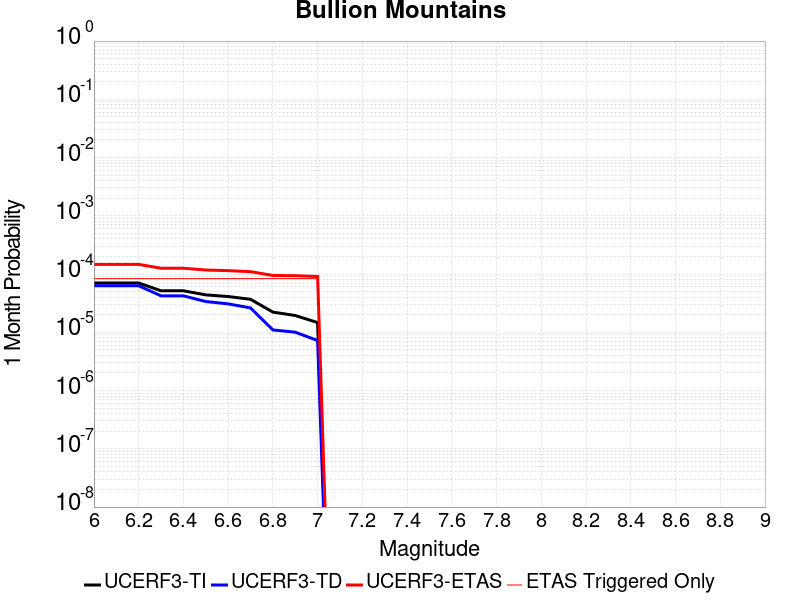 Bullion Mountains
10 0
10 -1
10 -2
10 -3
10 -4
10 -5
10 -6
10 -7
10 -8
1 Month Probability
6 6.2 6.4 6.6 6.8 7 7.2 7.4 7.6 7.8 8 8.2 8.4 8.6 8.8 9
Magnitude
UCERF3-TI UCERF3-TD UCERF3-ETAS ETAS Triggered Only